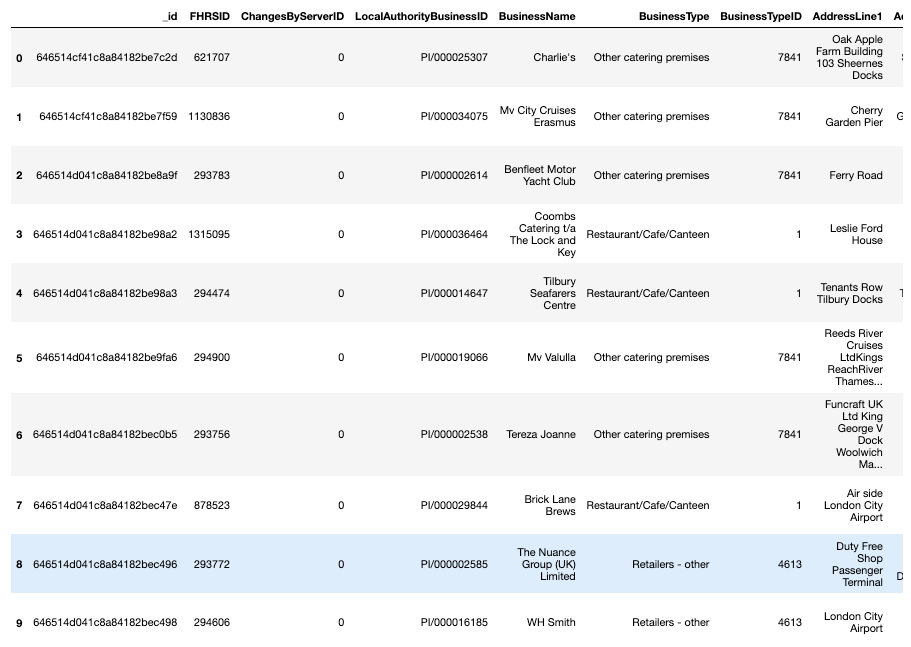 _id FHRSID ChangesByServerID LocalAuthorityBusinessID BusinessName BusinessType BusinessTypeID AddressLine1
0 646514cf41c8a84182be7c2d 621707 0 PI/000025307 Charlie's Other catering premises 7841 Oak Apple
Farm Building
103 Sheernes
Docks
1 646514cf41c8a84182be7f59 1130836 0 PI/000034075 Mv City Cruises
Erasmus Other catering premises 7841 Cherry
Garden Pier
2 646514d041c8a84182be8a9f 293783 0 PI/000002614 Benfleet Motor
Yacht Club Other catering premises 7841 Ferry Road
3 646514d041c8a84182be98a2 1315095 0 PI/000036464 Coombs
Catering t/a
The Lock and
Key Restaurant/Cafe/Canteen 1 Leslie Ford
House
4 646514d041c8a84182be98a3 294474 0 PI/000014647 Tilbury
Seafarers
Centre Restaurant/Cafe/Canteen 1 Tenants Row
Tilbury Docks
5 646514d041c8a84182be9fa6 294900 0 PI/000019066 Mv Valulla Other catering premises 7841 Reeds River
Cruises
LtdKings
ReachRiver
Thames...
6 646514d041c8a84182bec0b5 293756 0 PI/000002538 Tereza Joanne Other catering premises 7841 Funcraft UK
Ltd King
George V
Dock
Woolwich
Ma...
7 646514d041c8a84182bec47e 878523 0 PI/000029844 Brick Lane
Brews Restaurant/Cafe/Canteen 1 Air side
London City
Airport
8 646514d041c8a84182bec496 293772 0 PI/000002585 The Nuance
Group (UK)
Limited Retailers - other 4613 Duty Free
Shop
Passenger
Terminal
9 646514d041c8a84182bec498 294606 0 PI/000016185 WH Smith Retailers - other 4613 London City
Airport